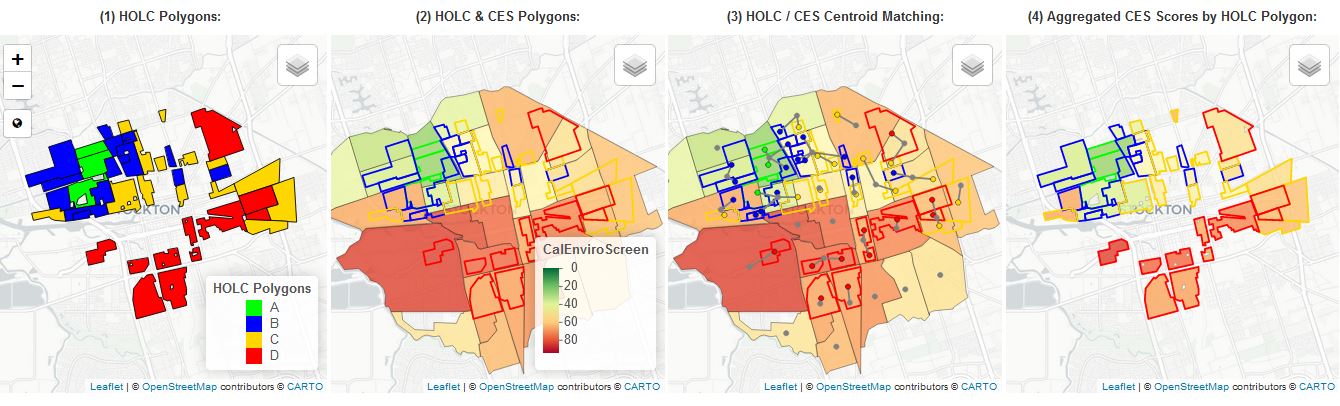 (1) HOLC Polygons:
(2) HOLC & CES Polygons:
(3) HOLC / CES Centroid Matching:
(4) Aggregated CES Scores by HOLC Polygon:
+
−
HOLC Polygons
A
B
C
D
CalEnviroScreen
0
20
40
60
80
Leaflet | © OpenStreetMap contributors © CARTO
Leaflet | © OpenStreetMap contributors © CARTO
Leaflet | © OpenStreetMap contributors © CARTO
Leaflet | © OpenStreetMap contributors © CARTO